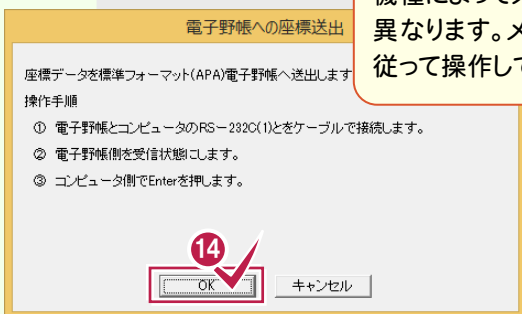 機種によって
異なります。メ
従って操作して
電子野帳への座標送出
座標データを標準フォーマット(APA)電子野帳へ送出します
操作手順
① 電子野帳とコンピュータのRS-232C(1)とをケーブルで接続します。
② 電子野帳側を受信状態にします。
③ コンピュータ側でEnterを押します。
14
OK
キャンセル